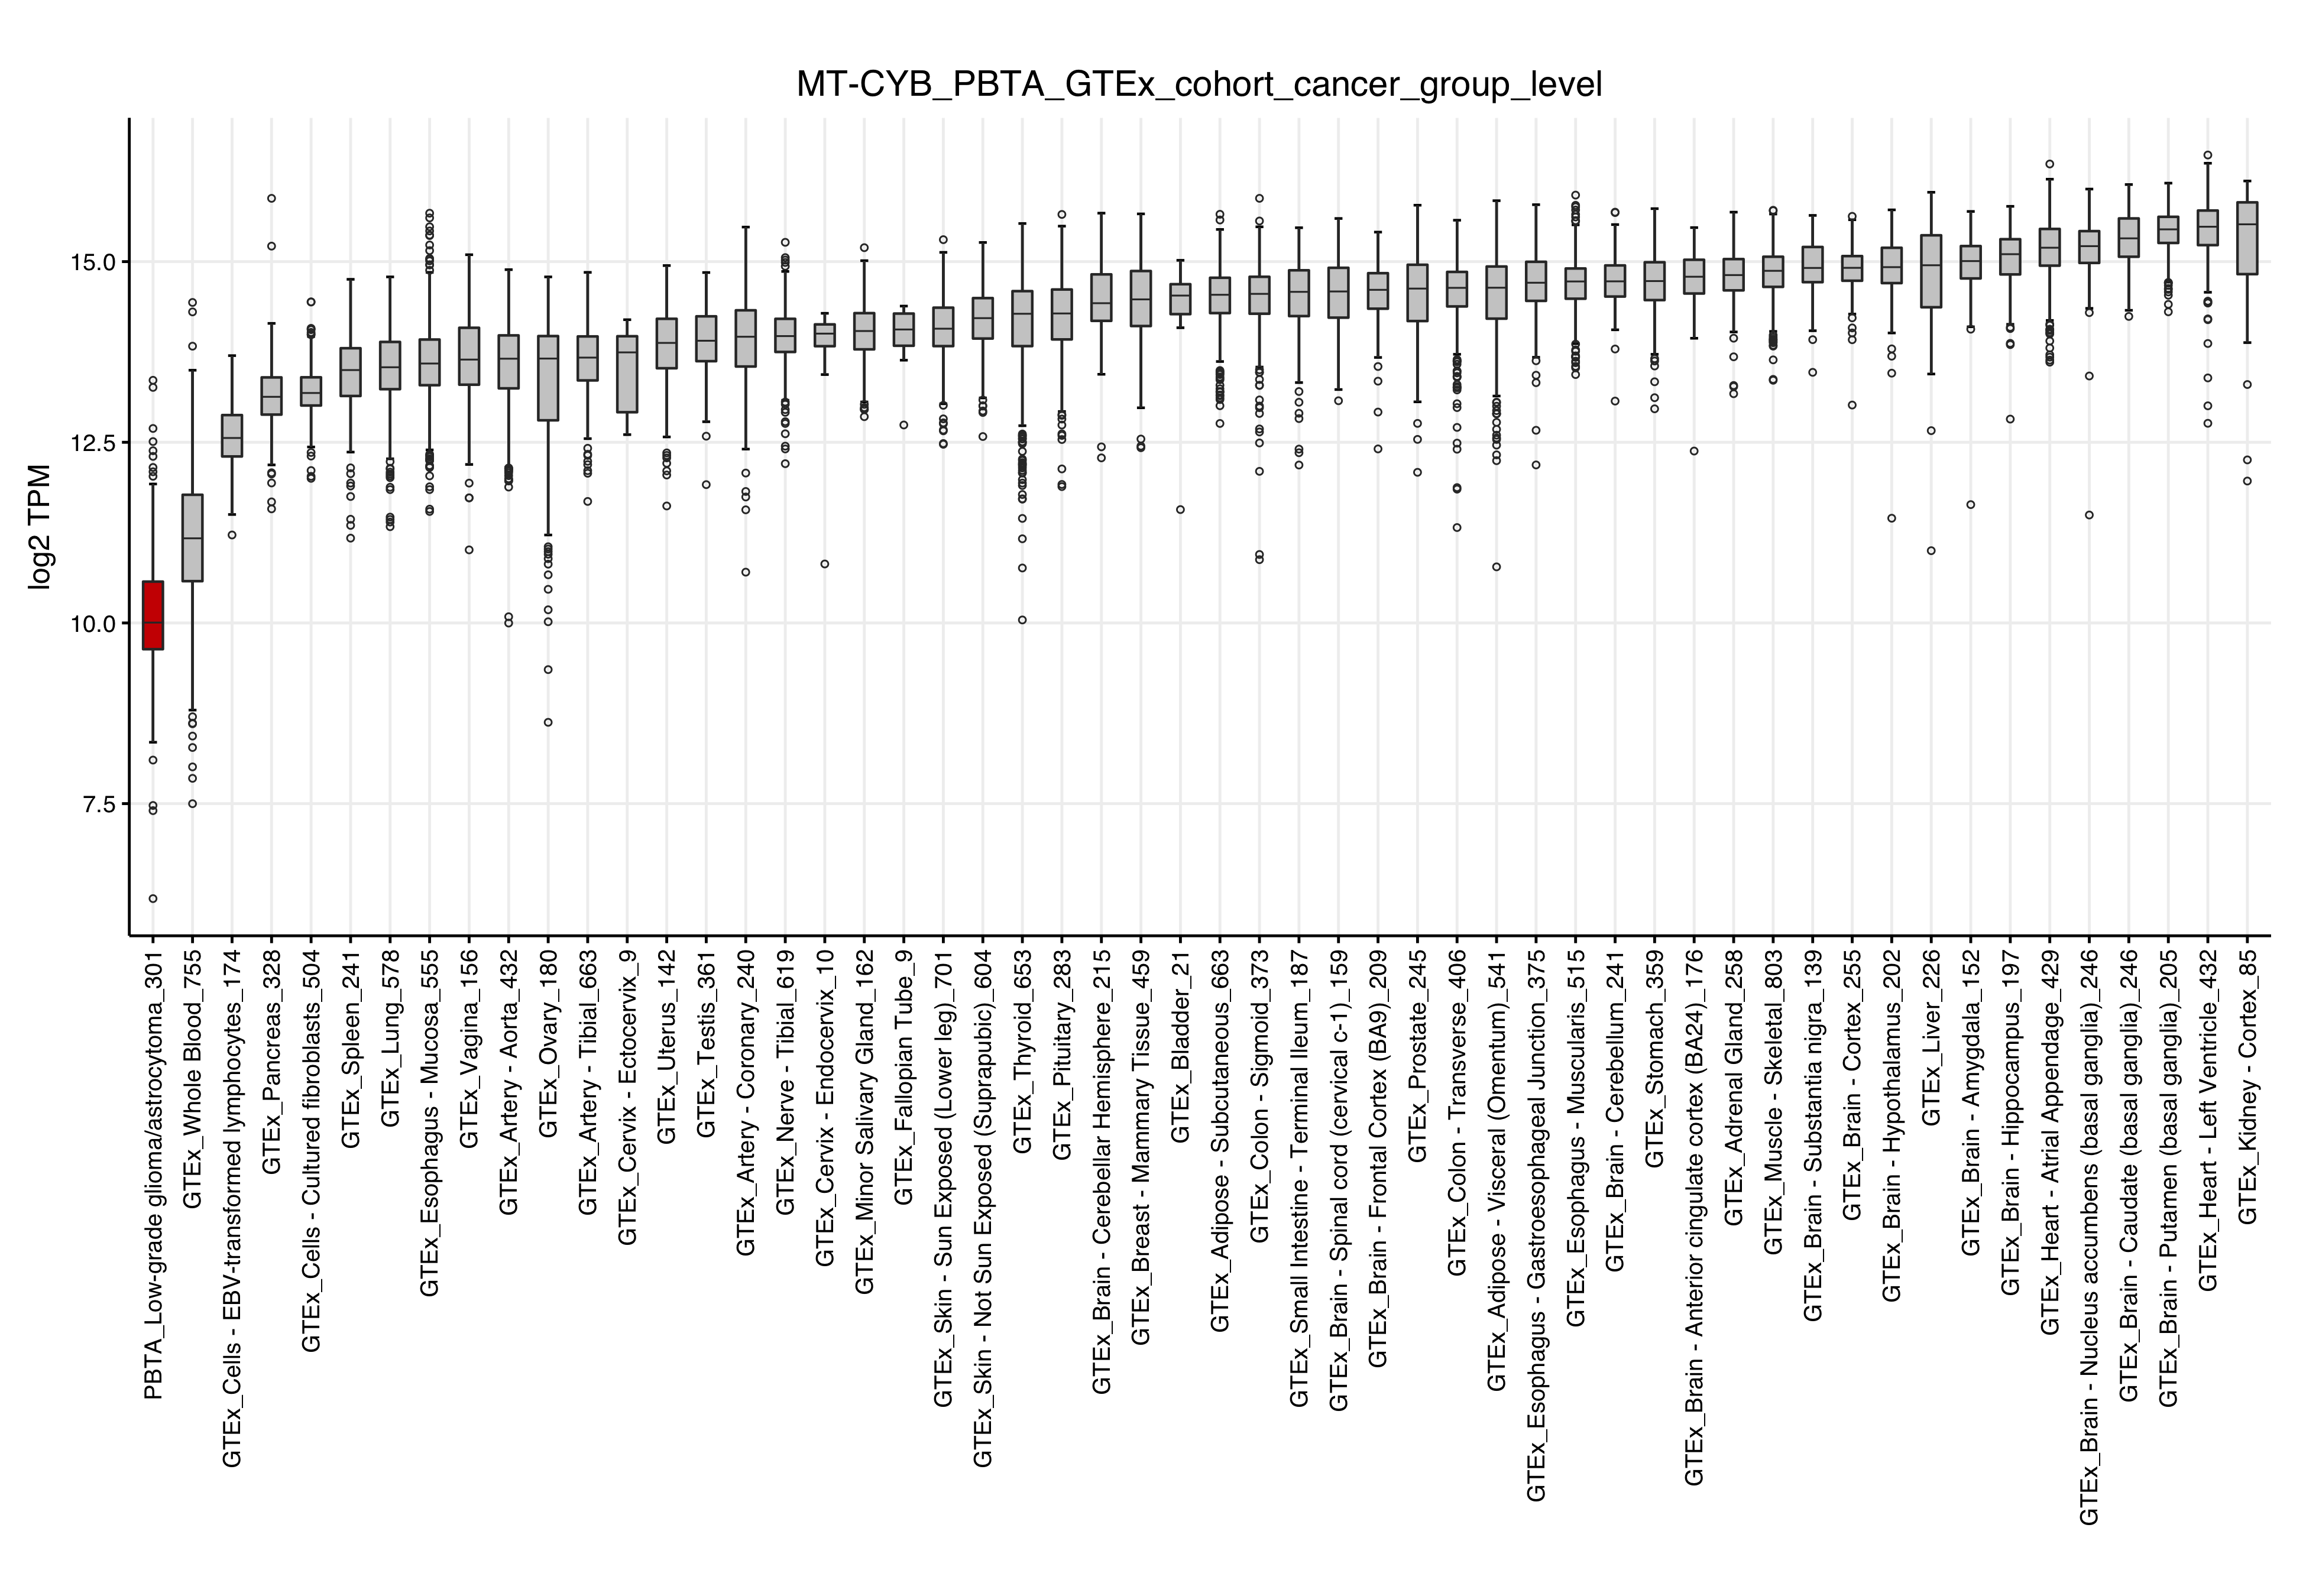 MT-CYB_PBTA_GTEx_cohort_cancer_group_level
log2 TPM
15.0
12.5
10.0
7.5
PBTA_Low-grade glioma/astrocytoma_301
GTEx_Whole Blood_755
GTEx_Cells - EBV-transformed lymphocytes_174
GTEx_Pancreas_328
GTEx_Cells - Cultured fibroblasts_504
GTEx_Spleen_241
GTEx_Lung_578
GTEx_Esophagus - Mucosa_555
GTEx_Vagina_156
GTEx_Artery - Aorta_432
GTEx_Ovary_180
GTEx_Artery - Tibial_663
GTEx_Cervix - Ectocervix_9
GTEx_Uterus_142
GTEx_Testis_361
GTEx_Artery - Coronary_240
GTEx_Nerve - Tibial_619
GTEx_Cervix - Endocervix_10
GTEx_Minor Salivary Gland_162
GTEx_Fallopian Tube_9
GTEx_Skin - Sun Exposed (Lower leg)_701
GTEx_Skin - Not Sun Exposed (Suprapubic)_604
GTEx_Thyroid_653
GTEx_Pituitary_283
GTEx_Brain - Cerebellar Hemisphere_215
GTEx_Breast - Mammary Tissue_459
GTEx_Bladder_21
GTEx_Adipose - Subcutaneous_663
GTEx_Colon - Sigmoid_373
GTEx_Small Intestine - Terminal Ileum_187
GTEx_Brain - Spinal cord (cervical c-1)_159
GTEx_Brain - Frontal Cortex (BA9)_209
GTEx_Prostate_245
GTEx_Colon - Transverse_406
GTEx_Adipose - Visceral (Omentum)_541
GTEx_Esophagus - Gastroesophageal Junction_375
GTEx_Esophagus - Muscularis_515
GTEx_Brain - Cerebellum_241
GTEx_Stomach_359
GTEx_Brain - Anterior cingulate cortex (BA24)_176
GTEx_Adrenal Gland_258
GTEx_Muscle - Skeletal_803
GTEx_Brain - Substantia nigra_139
GTEx_Brain - Cortex_255
GTEx_Brain - Hypothalamus_202
GTEx_Liver_226
GTEx_Brain - Amygdala_152
GTEx_Brain - Hippocampus_197
GTEx_Heart - Atrial Appendage_429
GTEx_Brain - Nucleus accumbens (basal ganglia)_246
GTEx_Brain - Caudate (basal ganglia)_246
GTEx_Brain - Putamen (basal ganglia)_205
GTEx_Heart - Left Ventricle_432
GTEx_Kidney - Cortex_85